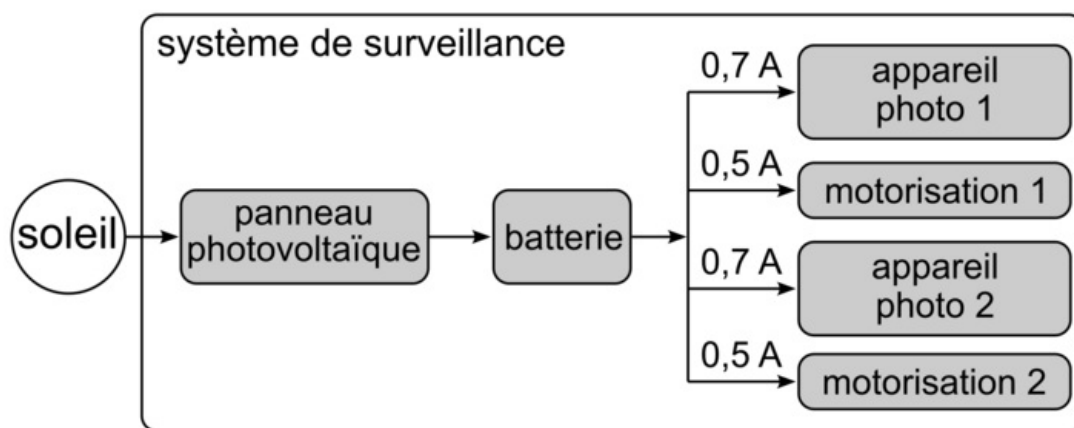 système de surveillance
soleil
panneau
photovoltaïque
batterie
0,7 A
appareil
photo 1
0,5 A
motorisation 1
0,7 A
appareil
photo 2
0,5 A
motorisation 2